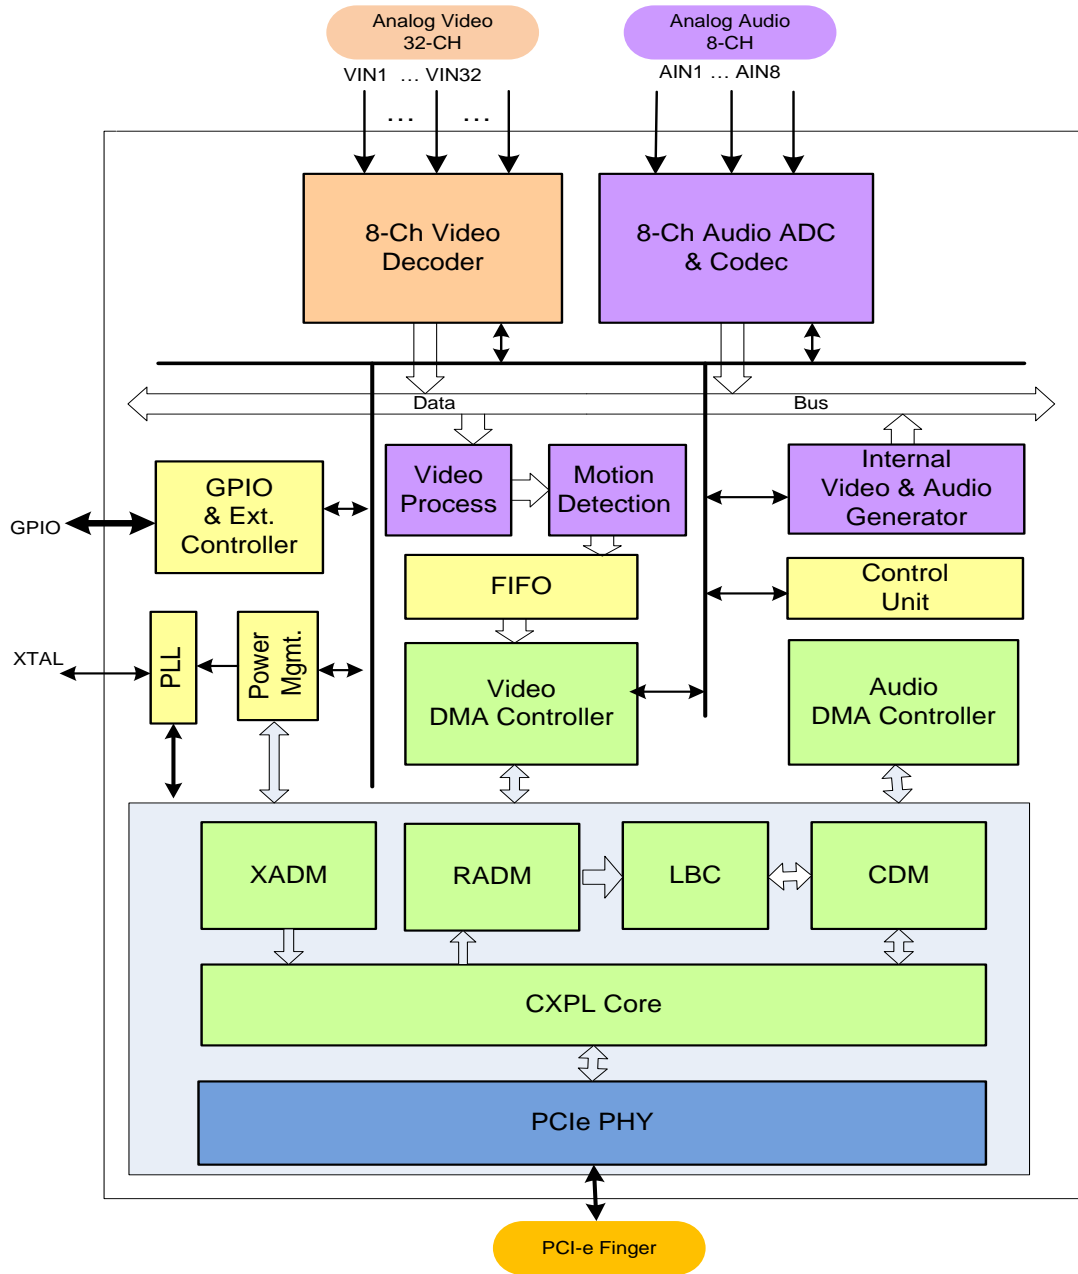 Analog Video
32-CH
Analog Audio
8-CH
VIN1 ... VIN32
AIN1 ... AIN8
... ...
8-Ch Video
Decoder
8-Ch Audio ADC
& Codec
Data Bus
GPIO
& Ext.
Controller
Video
Process
Motion
Detection
Internal
Video & Audio
Generator
GPIO
FIFO
Control
Unit
XTAL
PLL
Power
Mgmt.
Video
DMA Controller
Audio
DMA Controller
XADM
RADM
LBC
CDM
CXPL Core
PCIe PHY
PCI-e Finger